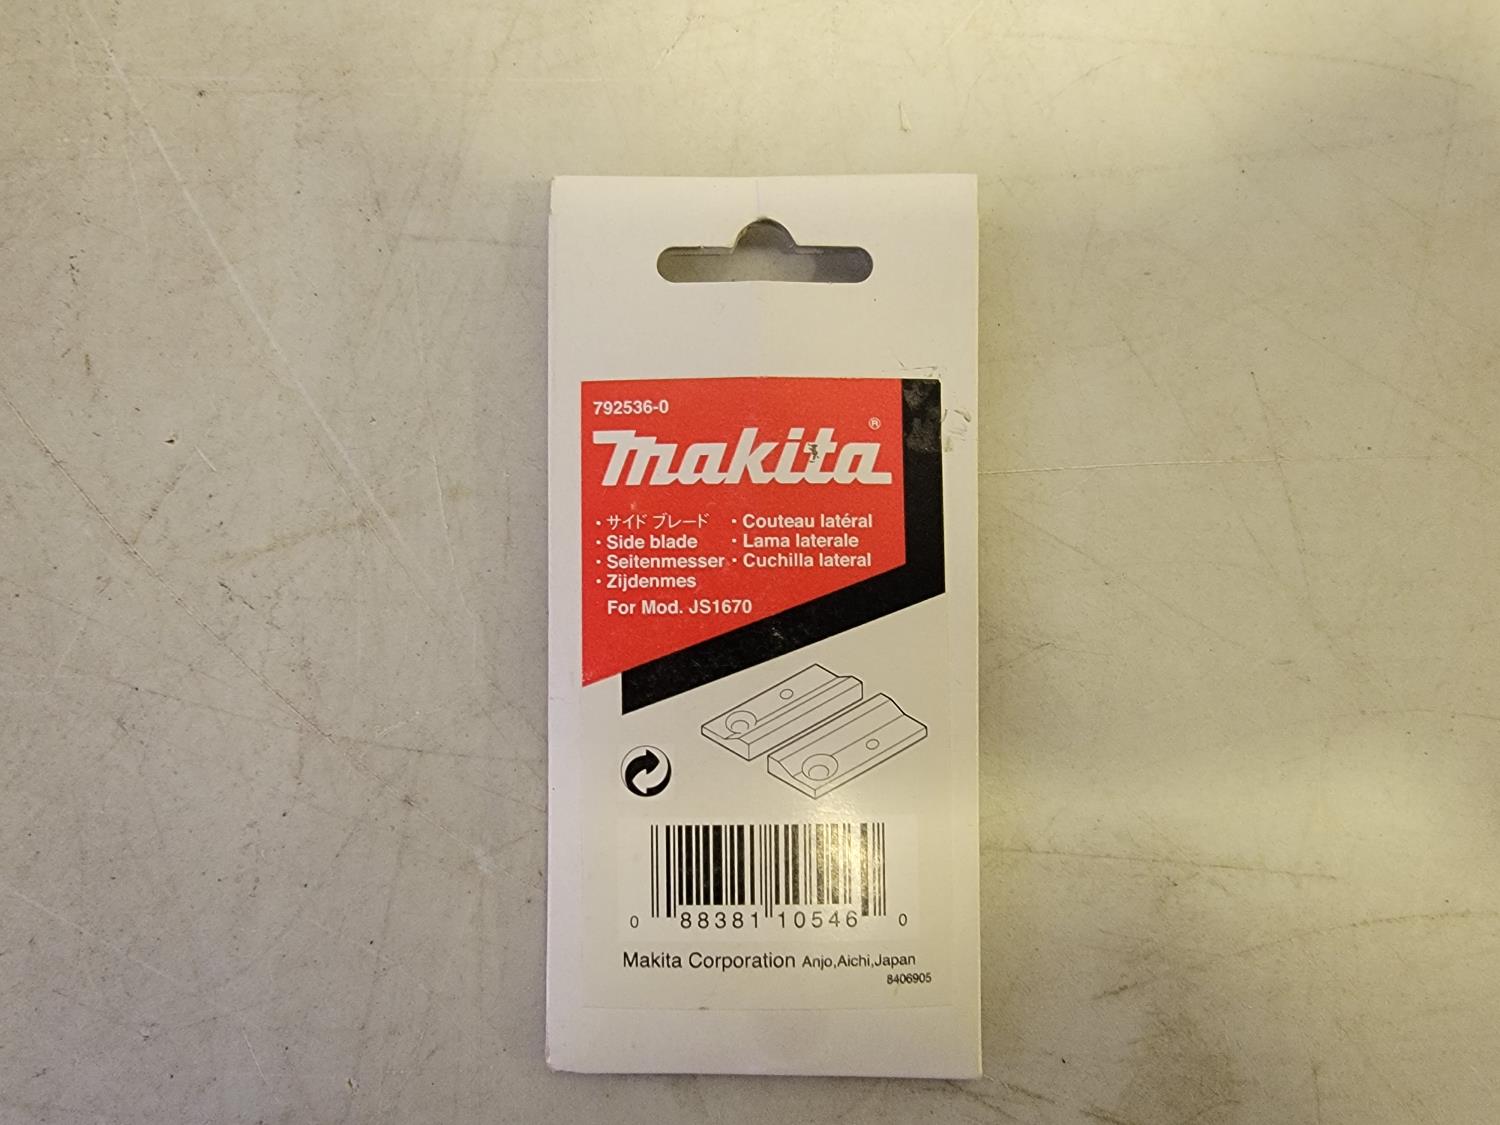 792536-0
makita®
・サイド ブレード ・Couteau latéral
・Side blade ・Lama laterale
・Seitenmesser ・Cuchilla lateral
・Zijdenmes
For Mod. JS1670
0 88381 10546 0
Makita Corporation Anjo,Aichi,Japan
8406905